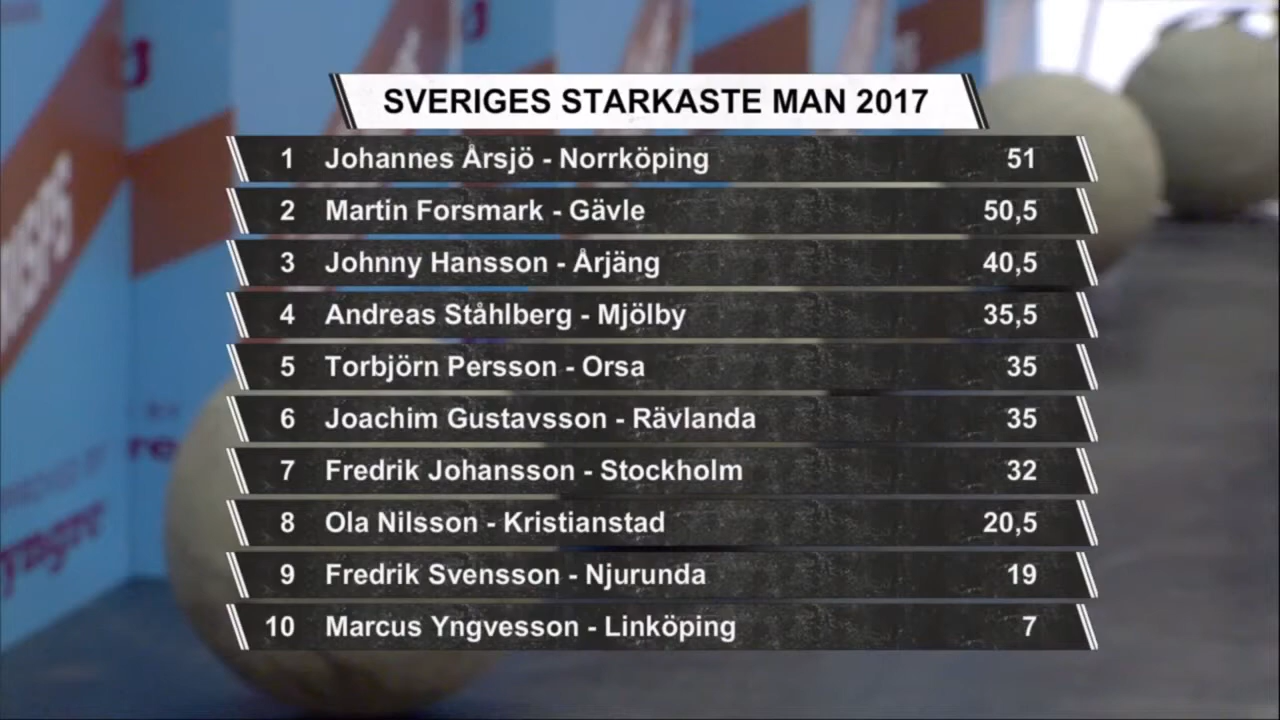 SVERIGES STARKASTE MAN 2017
1 Johannes Årsjö - Norrköping 51
2 Martin Forsmark - Gävle 50,5
3 Johnny Hansson - Årjäng 40,5
4 Andreas Ståhlberg - Mjölby 35,5
5 Torbjörn Persson - Orsa 35
6 Joachim Gustavsson - Rävlanda 35
7 Fredrik Johansson - Stockholm 32
8 Ola Nilsson - Kristianstad 20,5
9 Fredrik Svensson - Njurunda 19
10 Marcus Yngvesson - Linköping 7